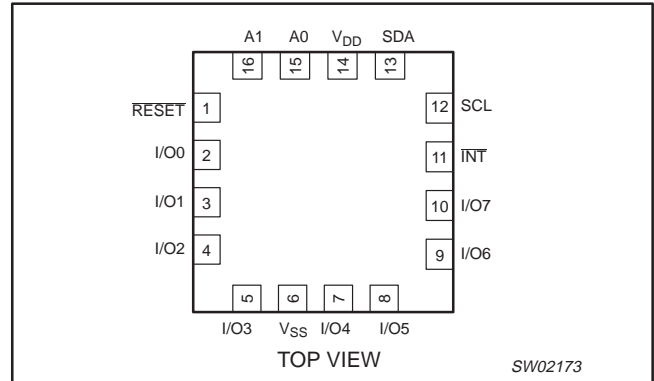 A1 A0 VDD SDA
16 15 14 13
RESET 1 12 SCL
I/O0 2 11 INT
I/O1 3 10 I/O7
I/O2 4 9 I/O6
5 6 7 8
I/O3 VSS I/O4 I/O5
TOP VIEW
SW02173